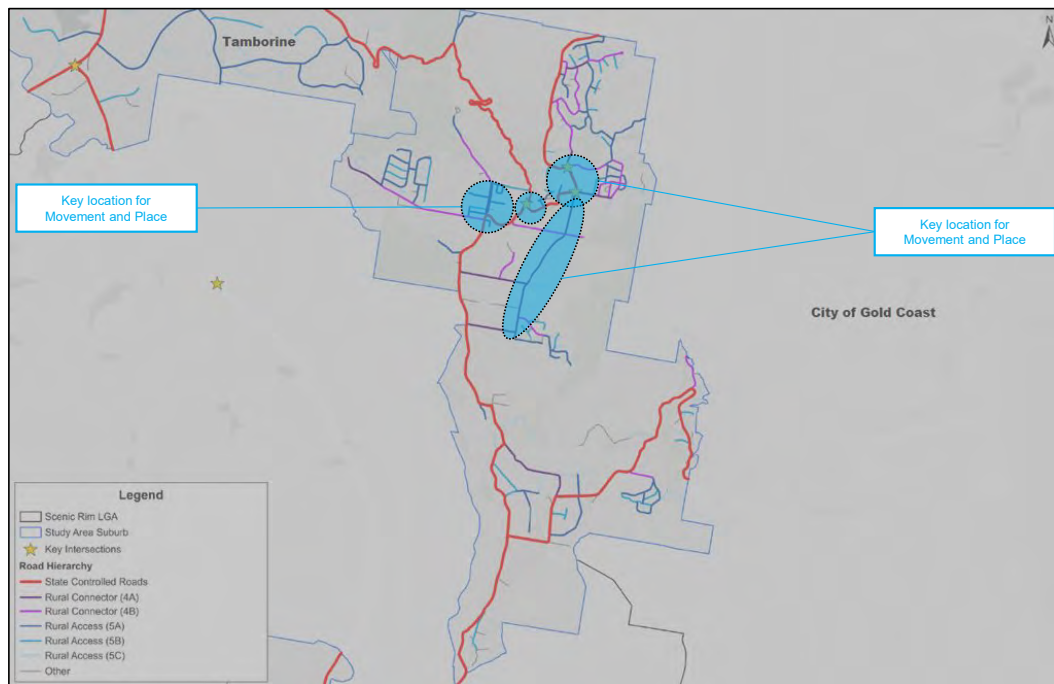 Tamborine
N
Key location for
Movement and Place
Key location for
Movement and Place
City of Gold Coast
Legend
Scenic Rim LGA
Study Area Suburb
Key Intersections
Road Hierarchy
State Controlled Roads
Rural Connector (4A)
Rural Connector (4B)
Rural Access (5A)
Rural Access (5B)
Rural Access (5C)
Other